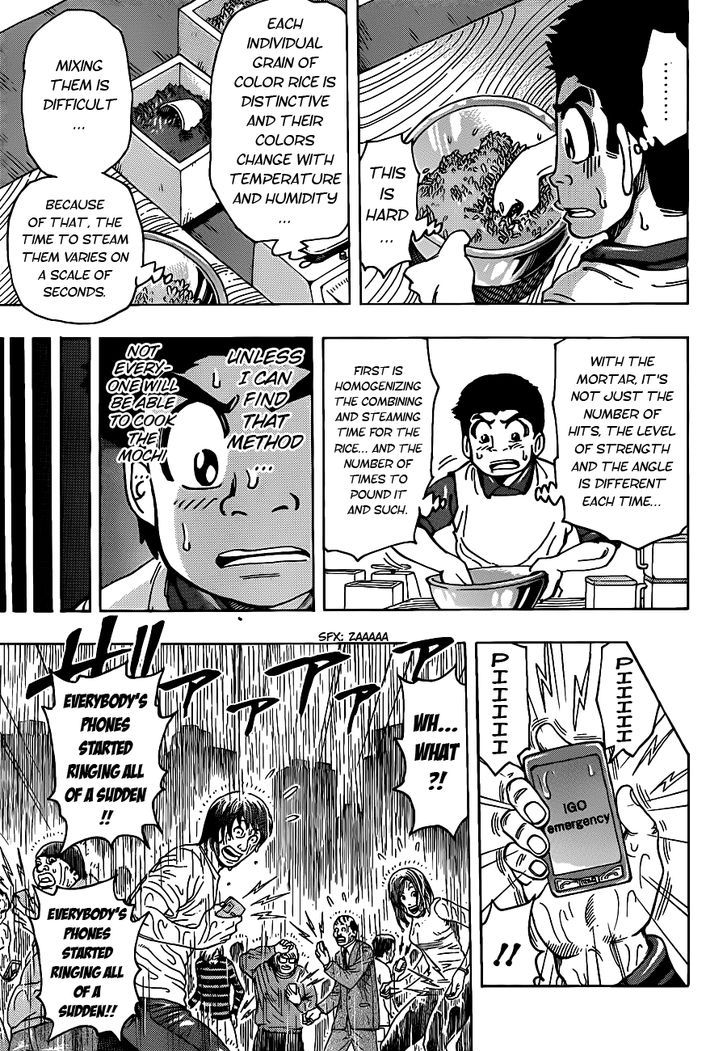 .........
THIS
IS
HARD
...
EACH
INDIVIDUAL
GRAIN OF
COLOR RICE IS
DISTINCTIVE
AND THEIR
COLORS
CHANGE WITH
TEMPERATURE
AND HUMIDITY
...
MIXING
THEM IS
DIFFICULT
...
BECAUSE
OF THAT, THE
TIME TO STEAM
THEM VARIES ON
A SCALE OF
SECONDS.
WITH THE
MORTAR, IT'S
NOT JUST THE
NUMBER OF
HITS, THE LEVEL
OF STRENGTH
AND THE ANGLE
IS DIFFERENT
EACH TIME...
FIRST IS
HOMOGENIZING
THE COMBINING
AND STEAMING
TIME FOR THE
RICE... AND THE
NUMBER OF
TIMES TO
POUND IT
AND SUCH.
UNLESS
I CAN
FIND
THAT
METHOD
...
NOT
EVERY-
ONE WILL
BE ABLE
TO COOK
THE
MOCHI
PIIIII
PIIIII
IGO
emergency
!!
SFX: ZAAAAA
ザアアアア
WH...
WHAT
?!
EVERYBODY'S
PHONES
STARTED
RINGING ALL
OF A SUDDEN
!!
EVERYBODY'S
PHONES
STARTED
RINGING ALL
OF A
SUDDEN!!